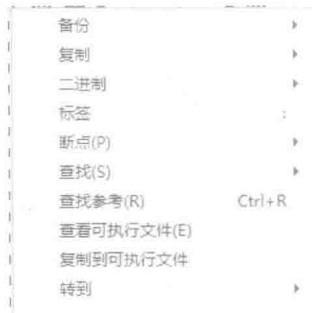 备份
复制
二进制
标签 :
断点(P)
查找(S)
查找参考(R) Ctrl+R
查看可执行文件(E)
复制到可执行文件
转到